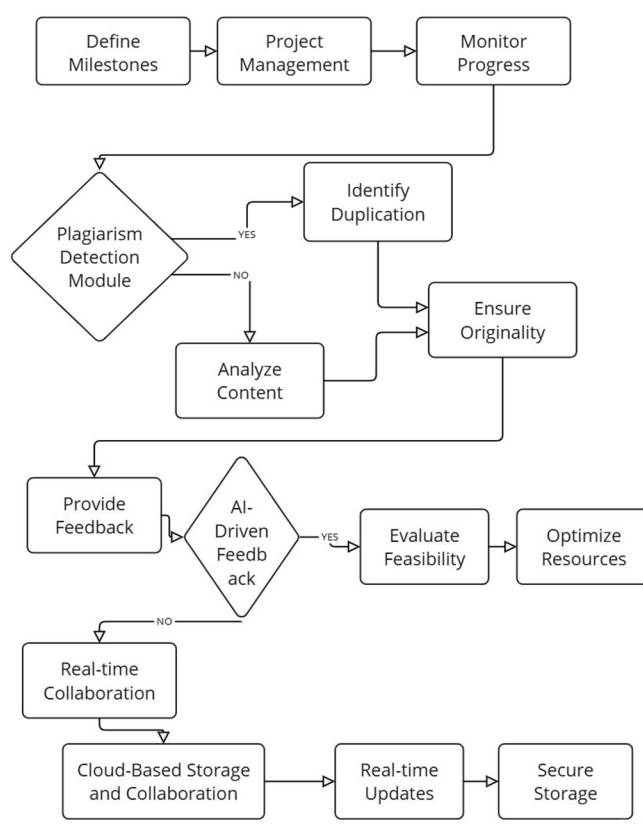 Define
Milestones
Project
Management
Monitor
Progress
Plagiarism
Detection
Module
YES
Identify
Duplication
NO
Ensure
Originality
Analyze
Content
Provide
Feedback
AI-
Driven
Feedb
ack
YES
Evaluate
Feasibility
Optimize
Resources
NO
Real-time
Collaboration
Cloud-Based Storage
and Collaboration
Real-time
Updates
Secure
Storage